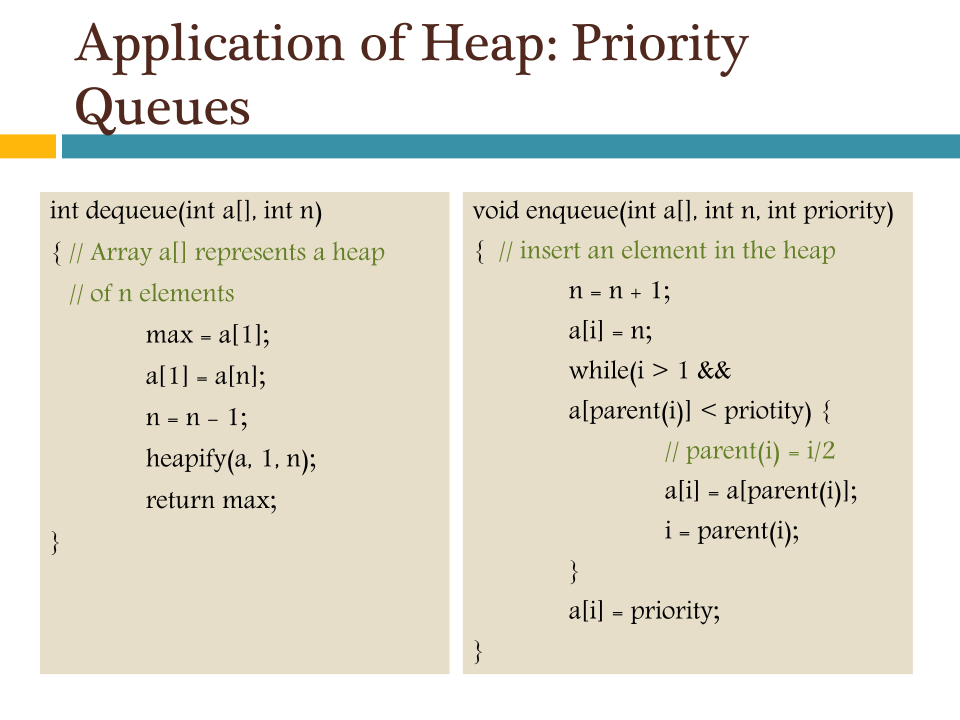 Application of Heap: Priority
Queues
int dequeue(int a[], int n)
{ // Array a[] represents a heap
// of n elements
max = a[1];
a[1] = a[n];
n = n – 1;
heapify(a, 1, n);
return max;
}
void enqueue(int a[], int n, int priority)
{ // insert an element in the heap
n = n + 1;
a[i] = n;
while(i > 1 &&
a[parent(i)] < priotity) {
// parent(i) = i/2
a[i] = a[parent(i)];
i = parent(i);
}
a[i] = priority;
}